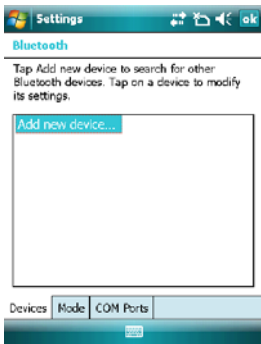 Settings
ok
Bluetooth
Tap Add new device to search for other
Bluetooth devices. Tap on a device to modify
its settings.
Add new device...
Devices Mode COM Ports